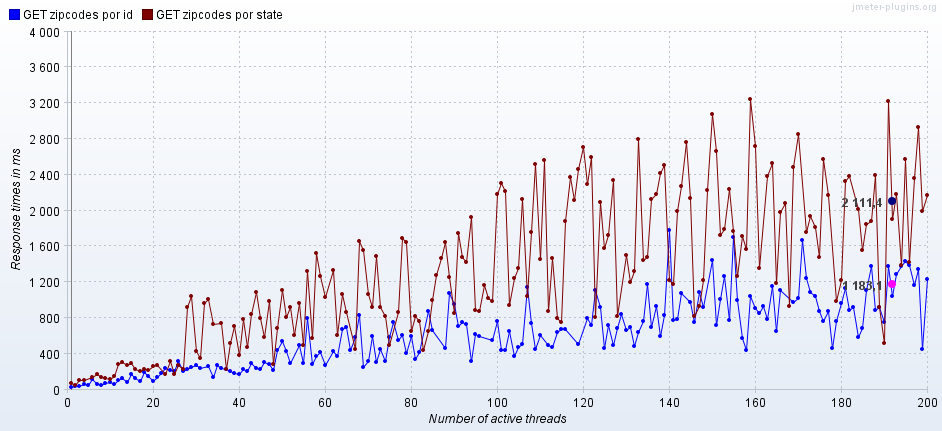 GET zipcodes por id GET zipcodes por state
jmeter-plugins.org
4 000
3 600
3 200
2 800
2 400
2 000
1 600
1 200
800
400
0
Response times in ms
2 111,4
1 183,1
0 20 40 60 80 100 120 140 160 180 200
Number of active threads